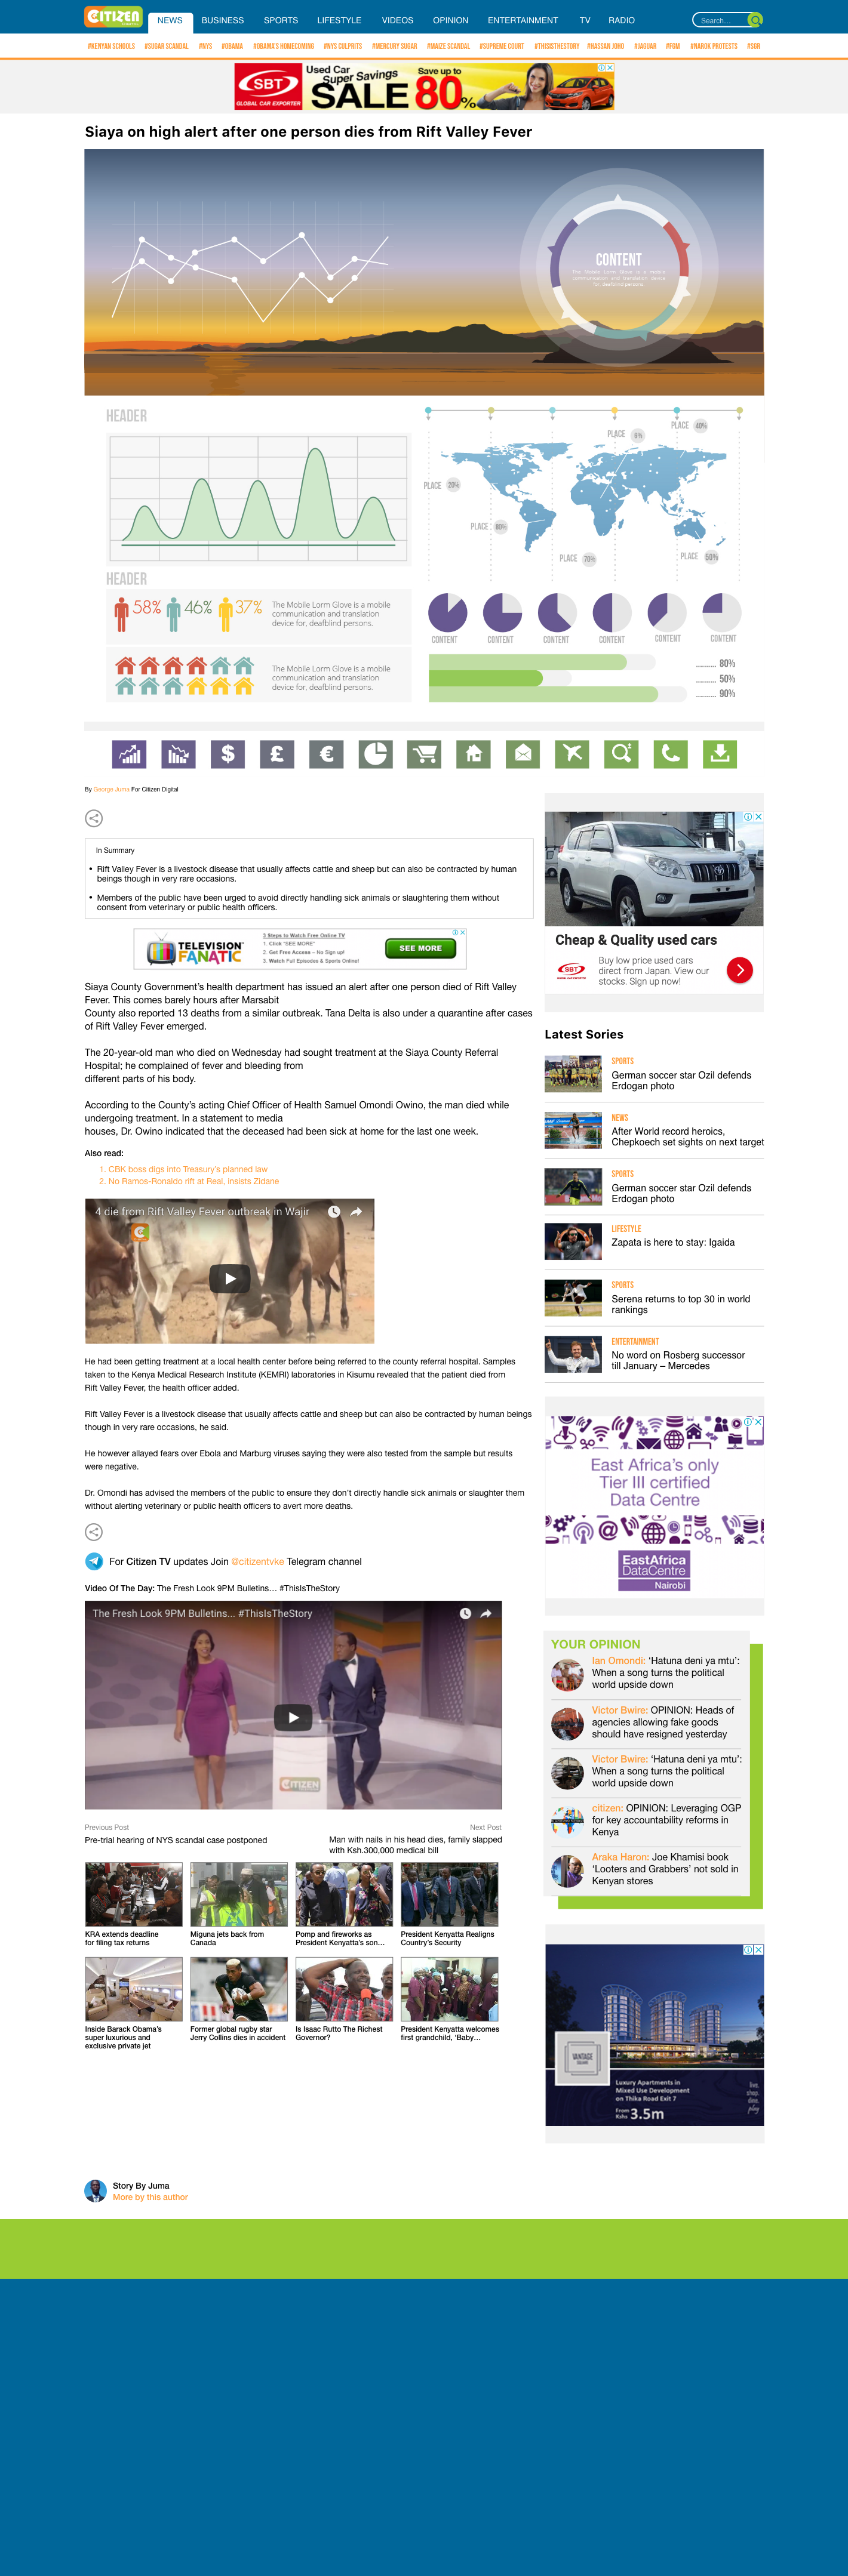 CITIZEN
NEWS
BUSINESS
SPORTS
LIFESTYLE
VIDEOS
OPINION
ENTERTAINMENT
TV
RADIO
Search…
#KENYAN SCHOOLS #SUGAR SCANDAL #NYS #OBAMA #OBAMA'S HOMECOMING #NYS CULPRITS #MERCURY SUGAR #MAIZE SCANDAL #SUPREME COURT #THISISTHESTORY #HASSAN JOHO #JAGUAR #FGM #NAROK PROTESTS #SGR
SBT
GLOBAL CAR EXPORTER
Used Car
Super Savings
SALE
Save up to
80%
Siaya on high alert after one person dies from Rift Valley Fever
CONTENT
The Mobile Lorm Glove is a mobile
communication and translation device
for, deafblind persons.
HEADER
PLACE 40%
PLACE 6%
PLACE 20%
PLACE 80%
PLACE 70%
PLACE 50%
HEADER
58% 46% 37%
The Mobile Lorm Glove is a mobile
communication and translation
device for, deafblind persons.
The Mobile Lorm Glove is a mobile
communication and translation
device for, deafblind persons.
CONTENT CONTENT CONTENT CONTENT CONTENT CONTENT
80%
50%
90%
$ £ €
By George Juma For Citizen Digital
In Summary
• Rift Valley Fever is a livestock disease that usually affects cattle and sheep but can also be contracted by human
beings though in very rare occasions.
• Members of the public have been urged to avoid directly handling sick animals or slaughtering them without
consent from veterinary or public health officers.
TELEVISION
FANATIC
3 Steps to Watch Free Online TV
1. Click "SEE MORE"
2. Get Free Access – No Sign up!
3. Watch Full Episodes & Sports Online!
SEE MORE
Siaya County Government's health department has issued an alert after one person died of Rift Valley
Fever. This comes barely hours after Marsabit
County also reported 13 deaths from a similar outbreak. Tana Delta is also under a quarantine after cases
of Rift Valley Fever emerged.
The 20-year-old man who died on Wednesday had sought treatment at the Siaya County Referral
Hospital; he complained of fever and bleeding from
different parts of his body.
According to the County's acting Chief Officer of Health Samuel Omondi Owino, the man died while
undergoing treatment. In a statement to media
houses, Dr. Owino indicated that the deceased had been sick at home for the last one week.
Also read:
1. CBK boss digs into Treasury's planned law
2. No Ramos-Ronaldo rift at Real, insists Zidane
4 die from Rift Valley Fever outbreak in Wajir
He had been getting treatment at a local health center before being referred to the county referral hospital. Samples
taken to the Kenya Medical Research Institute (KEMRI) laboratories in Kisumu revealed that the patient died from
Rift Valley Fever, the health officer added.
Rift Valley Fever is a livestock disease that usually affects cattle and sheep but can also be contracted by human beings
though in very rare occasions, he said.
He however allayed fears over Ebola and Marburg viruses saying they were also tested from the sample but results
were negative.
Dr. Omondi has advised the members of the public to ensure they don't directly handle sick animals or slaughter them
without alerting veterinary or public health officers to avert more deaths.
For Citizen TV updates Join @citizentvke Telegram channel
Video Of The Day: The Fresh Look 9PM Bulletins… #ThisIsTheStory
The Fresh Look 9PM Bulletins... #ThisIsTheStory
CITIZEN
Previous Post
Pre-trial hearing of NYS scandal case postponed
Next Post
Man with nails in his head dies, family slapped
with Ksh.300,000 medical bill
KRA extends deadline
for filing tax returns
Miguna jets back from
Canada
Pomp and fireworks as
President Kenyatta's son…
President Kenyatta Realigns
Country's Security
Inside Barack Obama's
super luxurious and
exclusive private jet
Former global rugby star
Jerry Collins dies in accident
Is Isaac Rutto The Richest
Governor?
President Kenyatta welcomes
first grandchild, 'Baby…
Story By Juma
More by this author
Cheap & Quality used cars
SBT
Buy low price used cars
direct from Japan. View our
stocks. Sign up now!
Latest Sories
SPORTS
German soccer star Ozil defends
Erdogan photo
NEWS
After World record heroics,
Chepkoech set sights on next target
SPORTS
German soccer star Ozil defends
Erdogan photo
LIFESTYLE
Zapata is here to stay: Igaida
SPORTS
Serena returns to top 30 in world
rankings
ENTERTAINMENT
No word on Rosberg successor
till January – Mercedes
East Africa's only
Tier III certified
Data Centre
EastAfrica
DataCentre
Nairobi
YOUR OPINION
Ian Omondi: 'Hatuna deni ya mtu':
When a song turns the political
world upside down
Victor Bwire: OPINION: Heads of
agencies allowing fake goods
should have resigned yesterday
Victor Bwire: 'Hatuna deni ya mtu':
When a song turns the political
world upside down
citizen: OPINION: Leveraging OGP
for key accountability reforms in
Kenya
Araka Haron: Joe Khamisi book
'Looters and Grabbers' not sold in
Kenyan stores
VANTAGE
Luxury Apartments in
Mixed Use Development
on Thika Road Exit 7
From
Kshs 3.5m
live.
shop.
dine.
play.